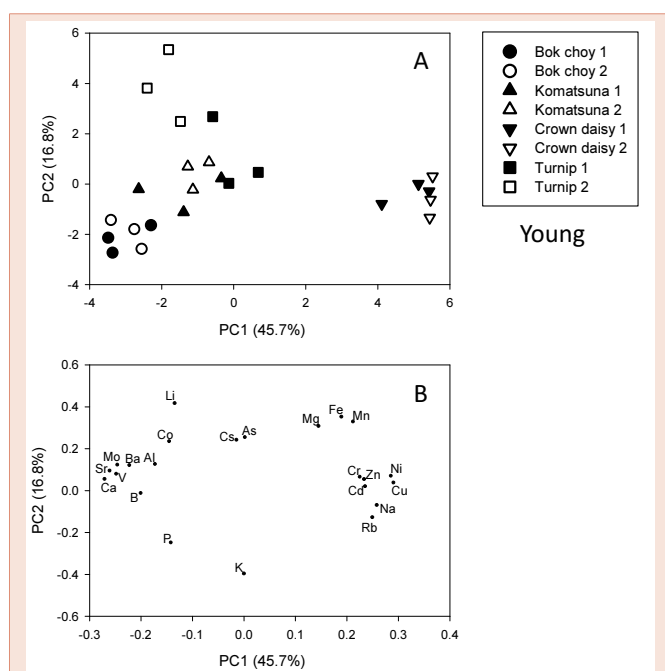 A
6
4
2
0
-2
-4
PC2 (16.8%)
-4
-2
0
2
4
6
PC1 (45.7%)
Bok choy 1
Bok choy 2
Komatsuna 1
Komatsuna 2
Crown daisy 1
Crown daisy 2
Turnip 1
Turnip 2
Young
B
0.6
0.4
0.2
0.0
-0.2
-0.4
-0.6
PC2 (16.8%)
Li
Co
Cs
As
Mg
Fe
Mn
Mo
Ba
Al
Sr
V
Ca
B
Cr
Zn
Ni
Cd
Cu
Na
Rb
P
K
-0.3
-0.2
-0.1
0.0
0.1
0.2
0.3
0.4
PC1 (45.7%)